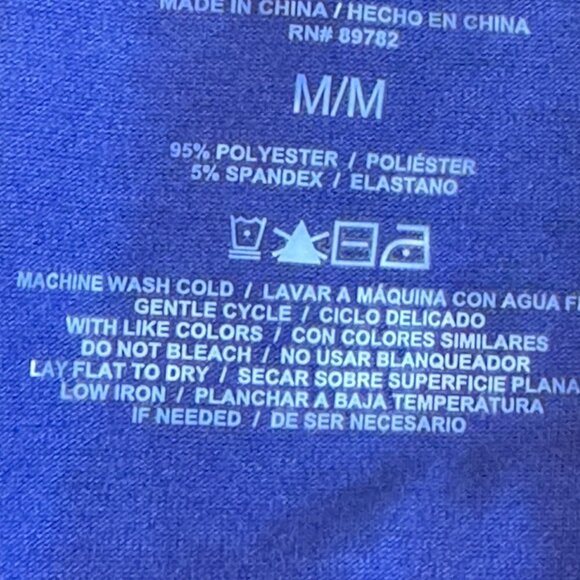 MADE IN CHINA / HECHO EN CHINA
RN# 89782
M/M
95% POLYESTER / POLIÉSTER
5% SPANDEX / ELASTANO
MACHINE WASH COLD / LAVAR A MÁQUINA CON AGUA F
GENTLE CYCLE / CICLO DELICADO
WITH LIKE COLORS / CON COLORES SIMILARES
DO NOT BLEACH / NO USAR BLANQUEADOR
LAY FLAT TO DRY / SECAR SOBRE SUPERFICIE PLANA
LOW IRON / PLANCHAR A BAJA TEMPERATURA
IF NEEDED / DE SER NECESARIO